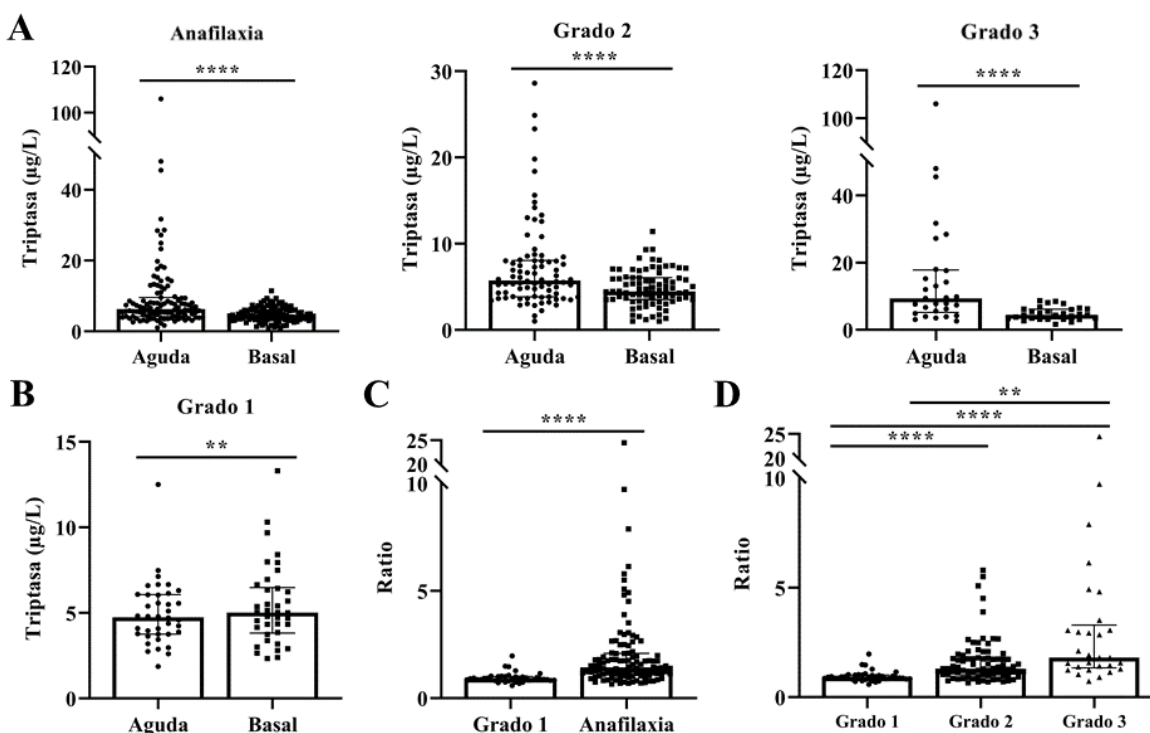 A
Anafilaxia
****
Triptasa (µg/L)
120
100
40
20
0
Aguda
Basal
Grado 2
****
Triptasa (µg/L)
30
20
10
0
Aguda
Basal
Grado 3
****
Triptasa (µg/L)
120
100
40
20
0
Aguda
Basal
B
Grado 1
**
Triptasa (µg/L)
15
10
5
0
Aguda
Basal
C
****
Ratio
25
20
10
5
0
Grado 1
Anafilaxia
D
**
****
****
Ratio
25
20
10
5
0
Grado 1
Grado 2
Grado 3